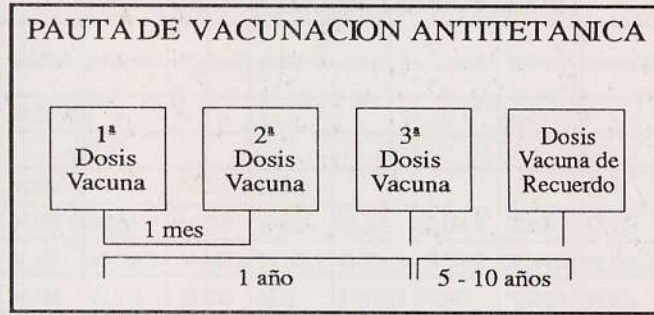 PAUTA DE VACUNACION ANTITETANICA
1ª
Dosis
Vacuna
2ª
Dosis
Vacuna
3ª
Dosis
Vacuna
Dosis
Vacuna de
Recuerdo
1 mes
1 año
5 - 10 años